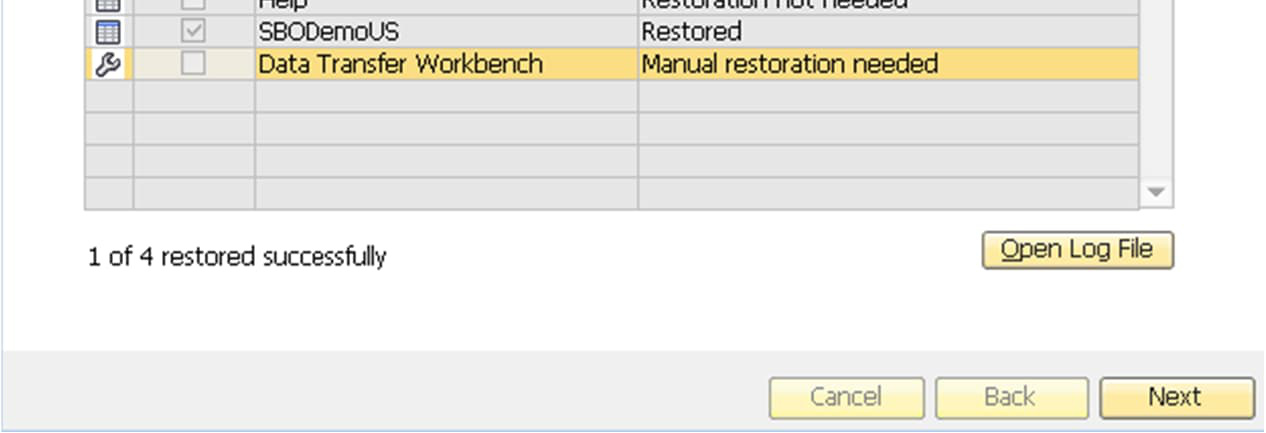 Help Restoration not needed
SBODemoUS Restored
Data Transfer Workbench Manual restoration needed
1 of 4 restored successfully
Open Log File
Cancel Back Next